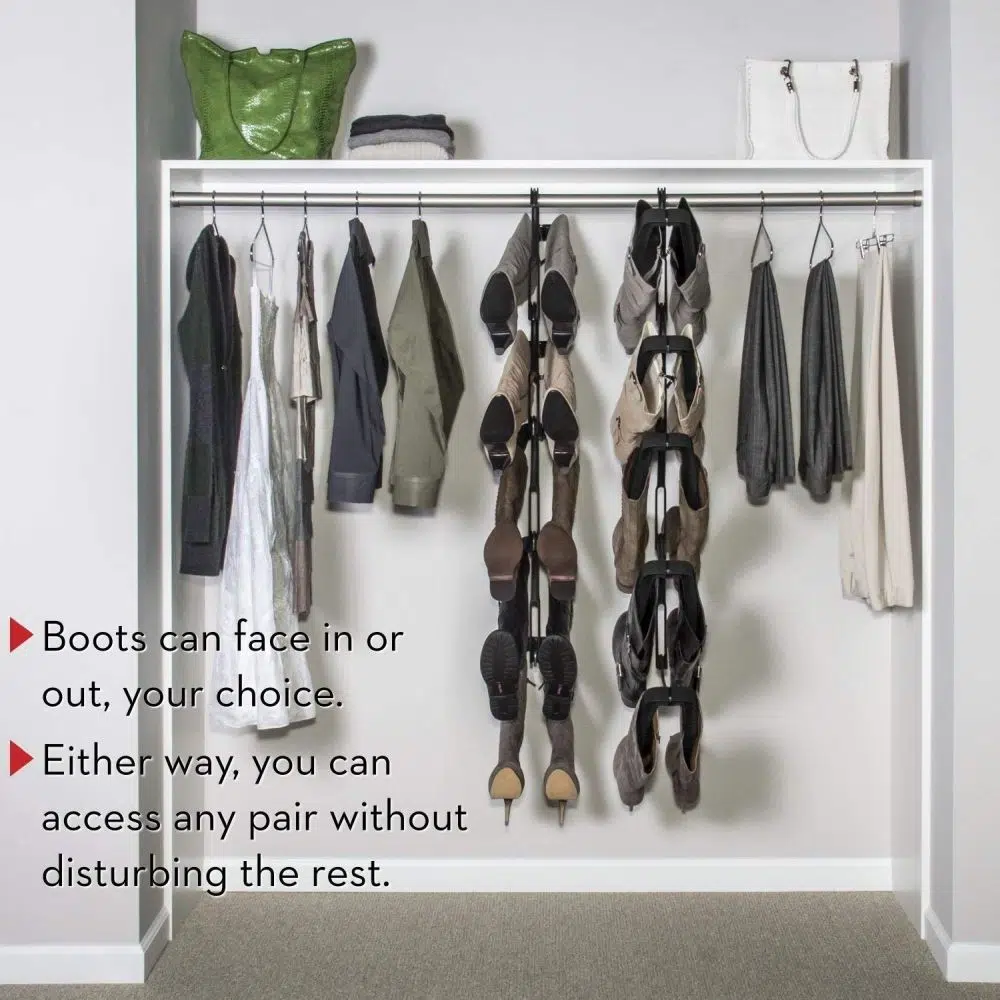 Boots can face in or
out, your choice.
Either way, you can
access any pair without
disturbing the rest.